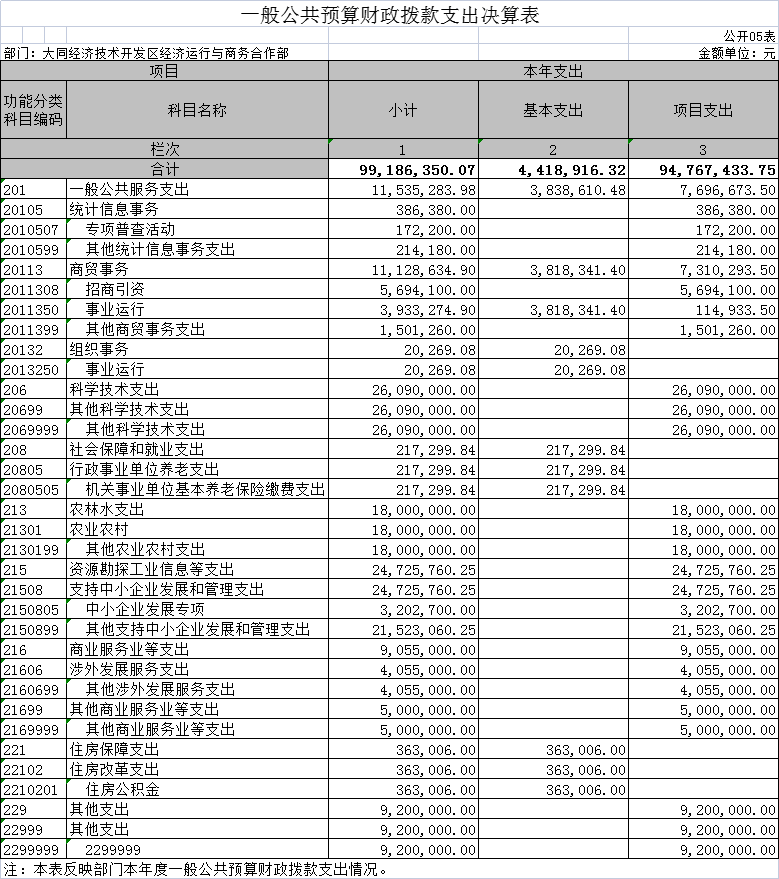 一般公共预算财政拨款支出决算表
公开05表
部门：大同经济技术开发区经济运行与商务合作部 金额单位：元
项目 本年支出
功能分类科目编码 科目名称 小计 基本支出 项目支出
栏次 1 2 3
合计 99,186,350.07 4,418,916.32 94,767,433.75
201 一般公共服务支出 11,535,283.98 3,838,610.48 7,696,673.50
20105 统计信息事务 386,380.00 386,380.00
2010507 专项普查活动 172,200.00 172,200.00
2010599 其他统计信息事务支出 214,180.00 214,180.00
20113 商贸事务 11,128,634.90 3,818,341.40 7,310,293.50
2011308 招商引资 5,694,100.00 5,694,100.00
2011350 事业运行 3,933,274.90 3,818,341.40 114,933.50
2011399 其他商贸事务支出 1,501,260.00 1,501,260.00
20132 组织事务 20,269.08 20,269.08
2013250 事业运行 20,269.08 20,269.08
206 科学技术支出 26,090,000.00 26,090,000.00
20699 其他科学技术支出 26,090,000.00 26,090,000.00
2069999 其他科学技术支出 26,090,000.00 26,090,000.00
208 社会保障和就业支出 217,299.84 217,299.84
20805 行政事业单位养老支出 217,299.84 217,299.84
2080505 机关事业单位基本养老保险缴费支出 217,299.84 217,299.84
213 农林水支出 18,000,000.00 18,000,000.00
21301 农业农村 18,000,000.00 18,000,000.00
2130199 其他农业农村支出 18,000,000.00 18,000,000.00
215 资源勘探工业信息等支出 24,725,760.25 24,725,760.25
21508 支持中小企业发展和管理支出 24,725,760.25 24,725,760.25
2150805 中小企业发展专项 3,202,700.00 3,202,700.00
2150899 其他支持中小企业发展和管理支出 21,523,060.25 21,523,060.25
216 商业服务业等支出 9,055,000.00 9,055,000.00
21606 涉外发展服务支出 4,055,000.00 4,055,000.00
2160699 其他涉外发展服务支出 4,055,000.00 4,055,000.00
21699 其他商业服务业等支出 5,000,000.00 5,000,000.00
2169999 其他商业服务业等支出 5,000,000.00 5,000,000.00
221 住房保障支出 363,006.00 363,006.00
22102 住房改革支出 363,006.00 363,006.00
2210201 住房公积金 363,006.00 363,006.00
229 其他支出 9,200,000.00 9,200,000.00
22999 其他支出 9,200,000.00 9,200,000.00
2299999 2299999 9,200,000.00 9,200,000.00
注：本表反映部门本年度一般公共预算财政拨款支出情况。